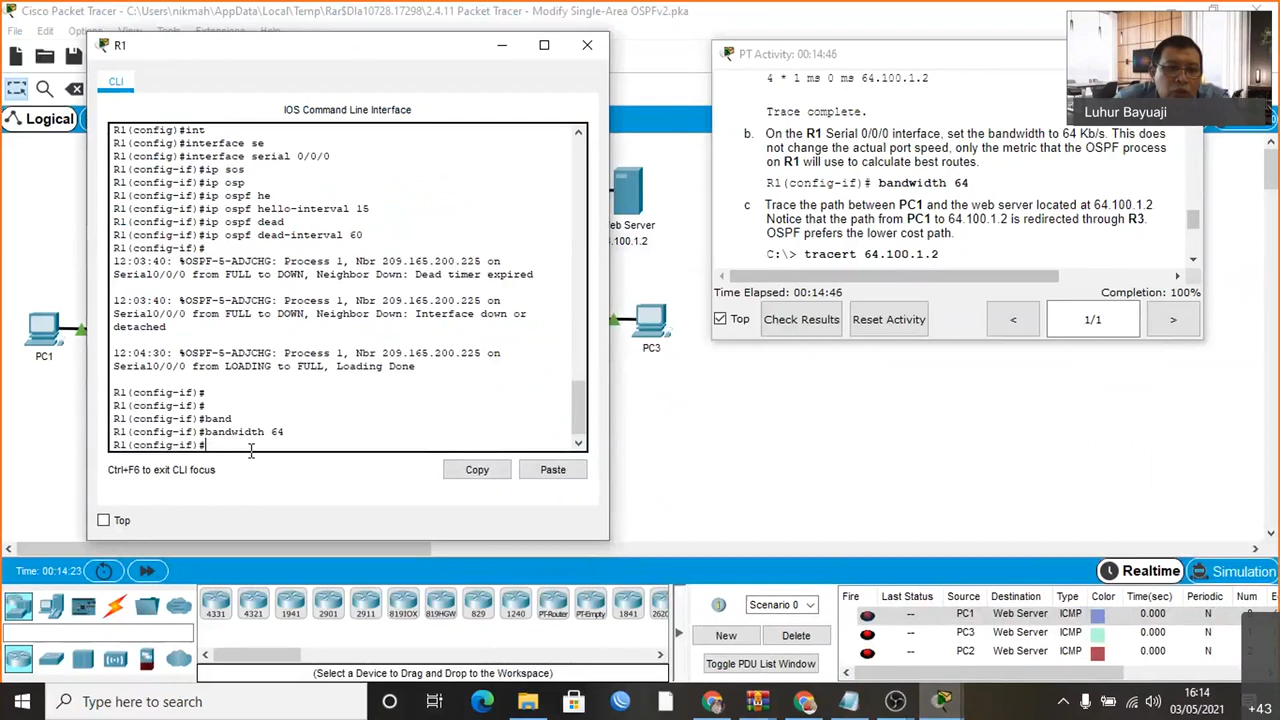 Cisco Packet Tracer - C:\Users\nikmah\AppData\Local\Temp\Rar$DIa10728.17298\2.4.11 Packet Tracer - Modify Single-Area OSPFv2.pka
File Edit
R1
Logical
CLI
IOS Command Line Interface
R1(config)#int
R1(config)#interface se
R1(config)#interface serial 0/0/0
R1(config-if)#ip sos
R1(config-if)#ip osp
R1(config-if)#ip ospf he
R1(config-if)#ip ospf hello-interval 15
R1(config-if)#ip ospf dead
R1(config-if)#ip ospf dead-interval 60
R1(config-if)#
12:03:40: %OSPF-5-ADJCHG: Process 1, Nbr 209.165.200.225 on
Serial0/0/0 from FULL to DOWN, Neighbor Down: Dead timer expired
12:03:40: %OSPF-5-ADJCHG: Process 1, Nbr 209.165.200.225 on
Serial0/0/0 from FULL to DOWN, Neighbor Down: Interface down or
detached
12:04:30: %OSPF-5-ADJCHG: Process 1, Nbr 209.165.200.225 on
Serial0/0/0 from LOADING to FULL, Loading Done
R1(config-if)#
R1(config-if)#
R1(config-if)#band
R1(config-if)#bandwidth 64
R1(config-if)#
Ctrl+F6 to exit CLI focus
Copy
Paste
Top
PC1
eb Server
.100.1.2
PC3
PT Activity: 00:14:46
Luhur Bayuaji
4 * 1 ms 0 ms 64.100.1.2
Trace complete.
b. On the R1 Serial 0/0/0 interface, set the bandwidth to 64 Kb/s. This does
not change the actual port speed, only the metric that the OSPF process
on R1 will use to calculate best routes.
R1(config-if)# bandwidth 64
c Trace the path between PC1 and the web server located at 64.100.1.2.
Notice that the path from PC1 to 64.100.1.2 is redirected through R3.
OSPF prefers the lower cost path.
C:\> tracert 64.100.1.2
Time Elapsed: 00:14:46 Completion: 100%
Top Check Results Reset Activity < 1/1 >
Time: 00:14:23
Realtime Simulation
4331 4321 1941 2901 2911 819IOX 819HGW 829 1240 PT-Router PT-Empty 1841 2620
(Select a Device to Drag and Drop to the Workspace)
Scenario 0
New Delete
Toggle PDU List Window
Fire Last Status Source Destination Type Color Time(sec) Periodic Num
-- PC1 Web Server ICMP 0.000 N
-- PC3 Web Server ICMP 0.000 N
-- PC2 Web Server ICMP 0.000 N
Type here to search
16:14
03/05/2021
+43